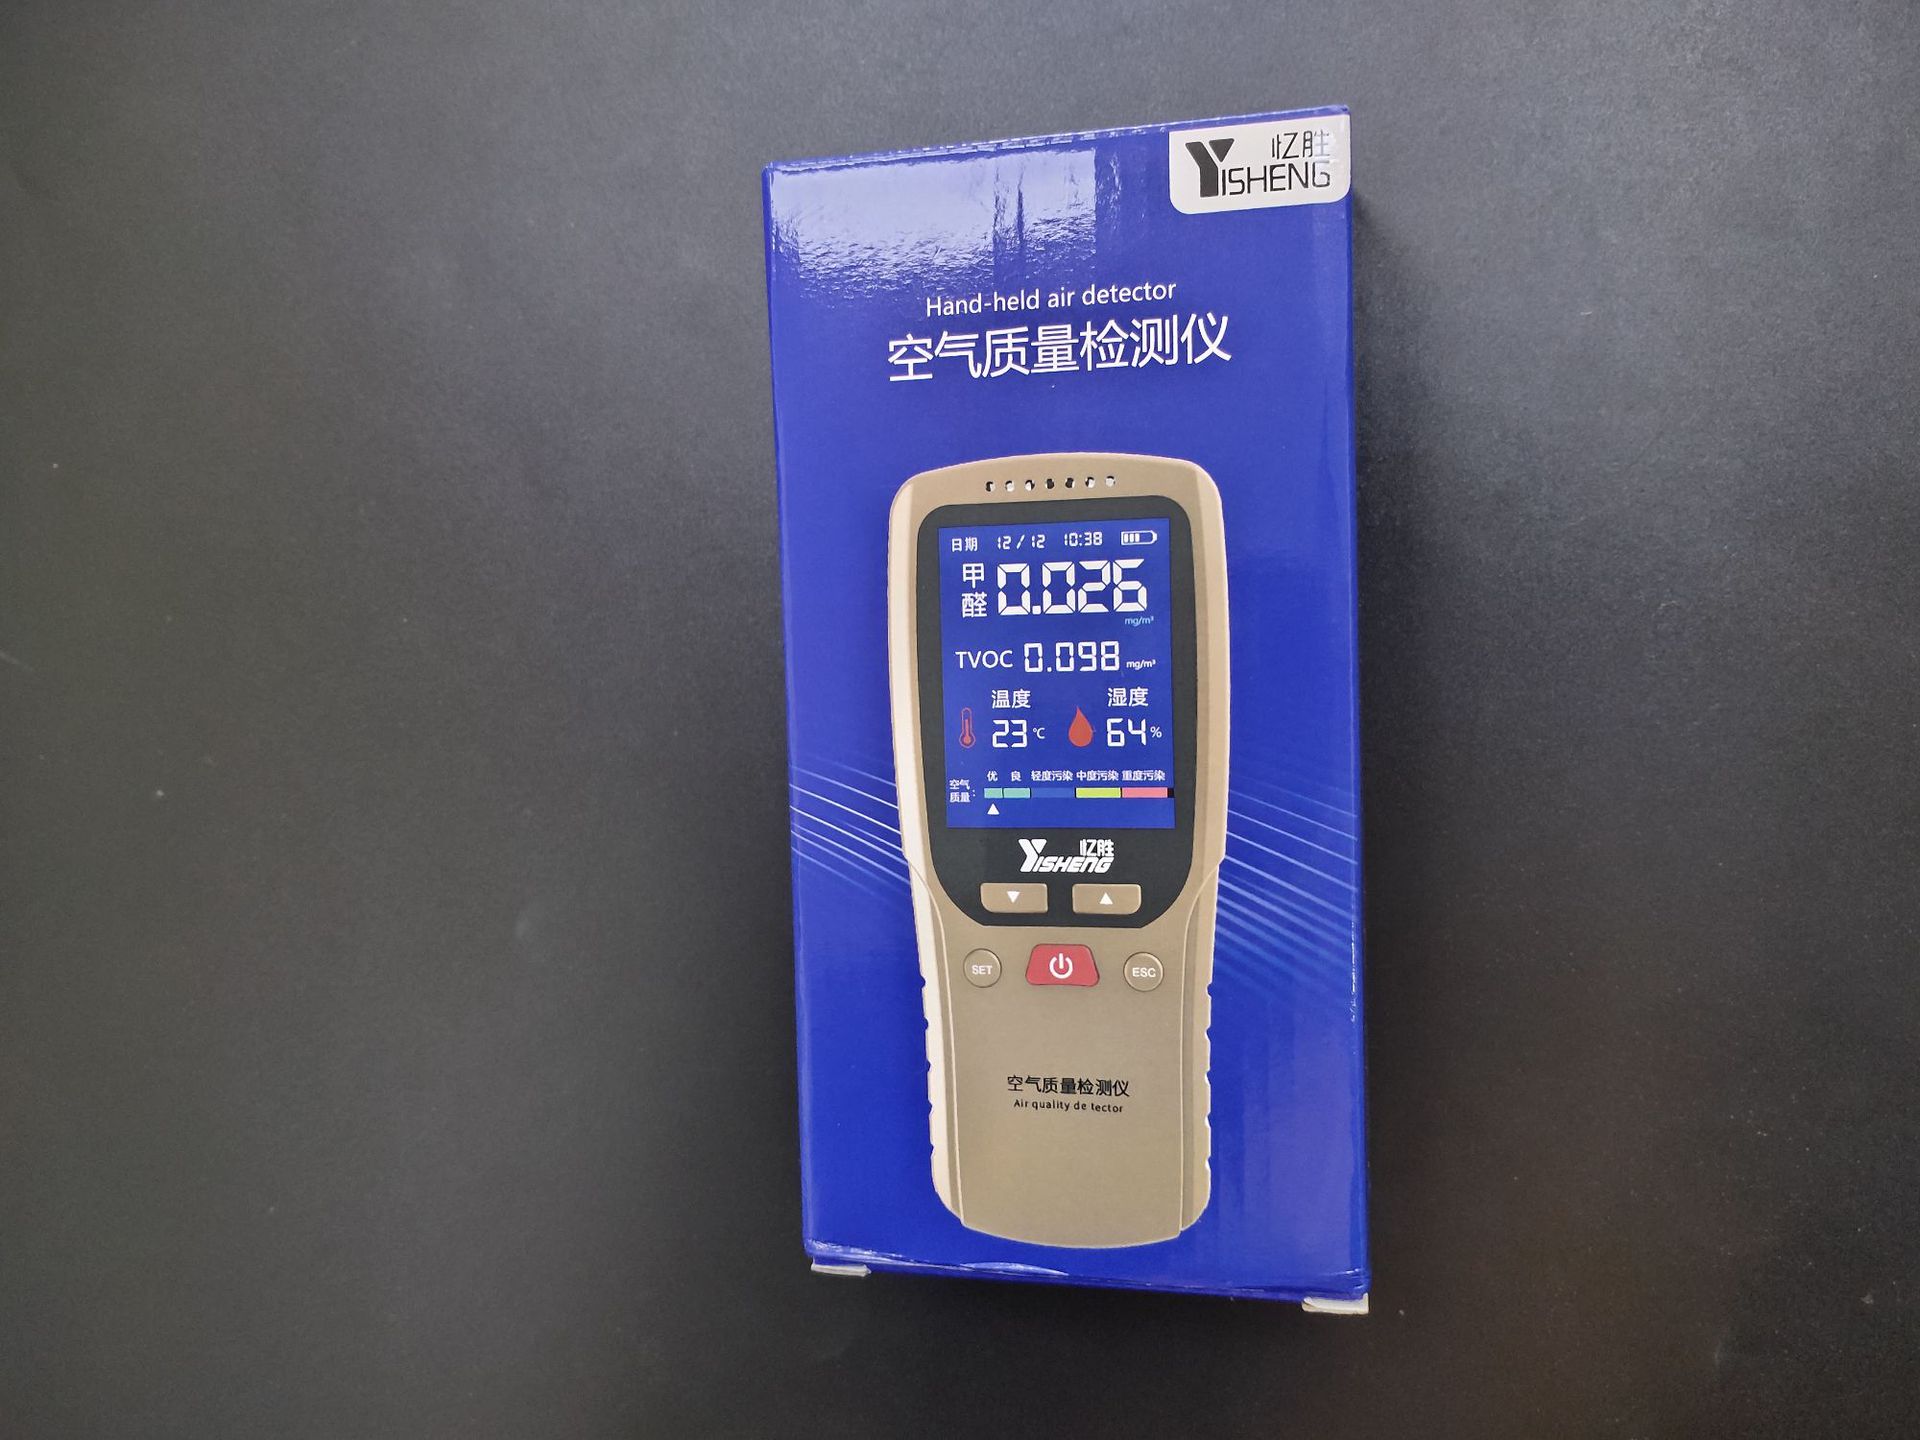 忆胜
YISHENG
Hand-held air detector
空气质量检测仪
日期 12/12 10:38
甲醛 0.026
mg/m³
TVOC 0.098 mg/m³
温度 湿度
23℃ 64%
优 良 轻度污染 中度污染 重度污染
空气质量:
忆胜
YISHENG
SET ESC
空气质量检测仪
Air quality de tector